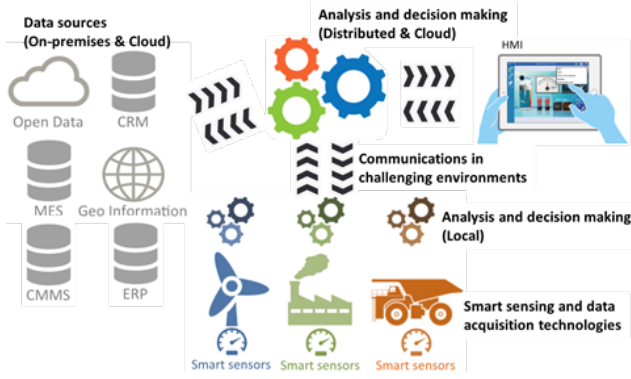 Data sources
(On-premises & Cloud)
Analysis and decision making
(Distributed & Cloud)
HMI
Open Data
CRM
Communications in
challenging environments
MES
Geo Information
Analysis and decision making
(Local)
CMMS
ERP
Smart sensing and data
acquisition technologies
Smart sensors
Smart sensors
Smart sensors